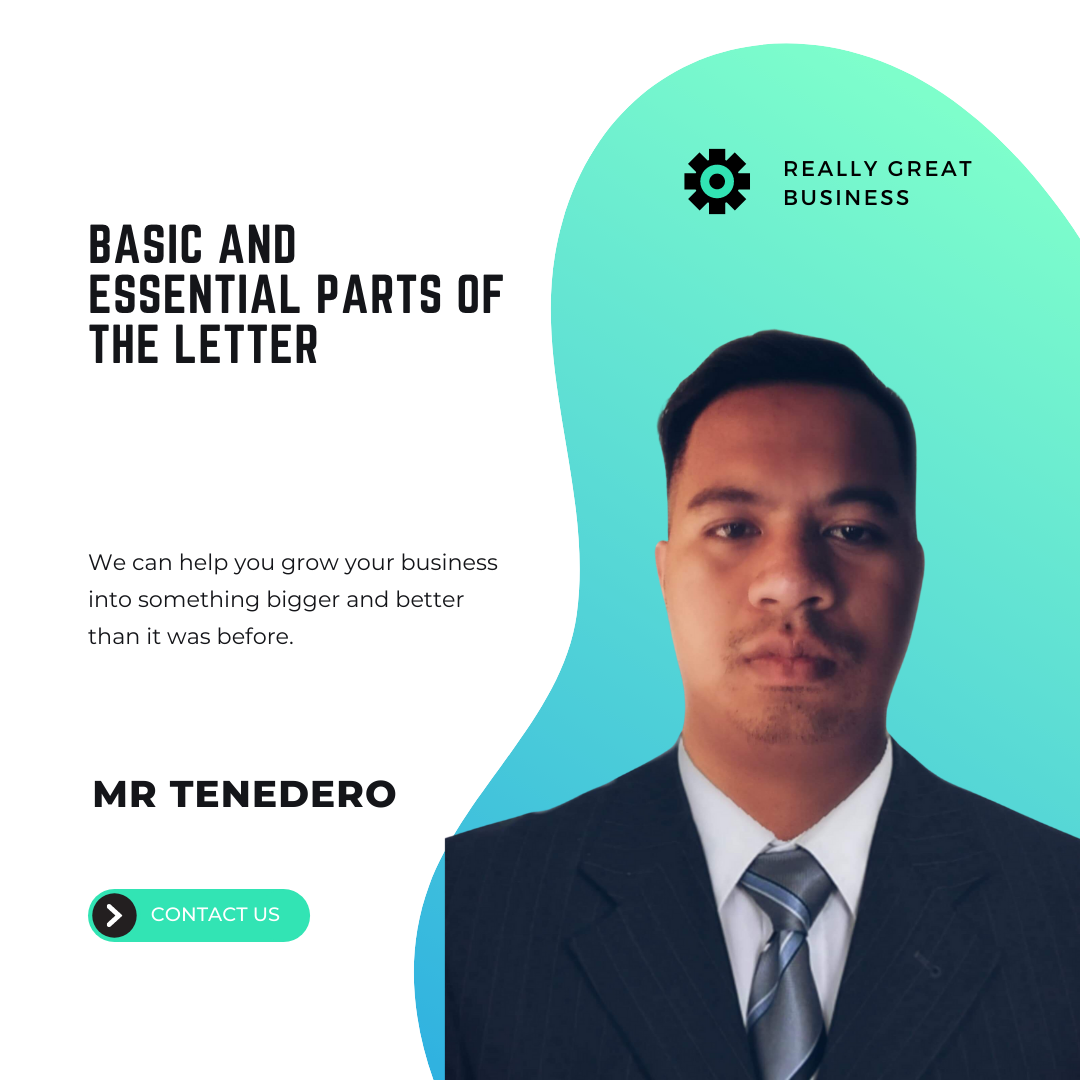 REALLY GREAT
BUSINESS
BASIC AND
ESSENTIAL PARTS OF
THE LETTER
We can help you grow your business
into something bigger and better
than it was before.
MR TENEDERO
CONTACT US